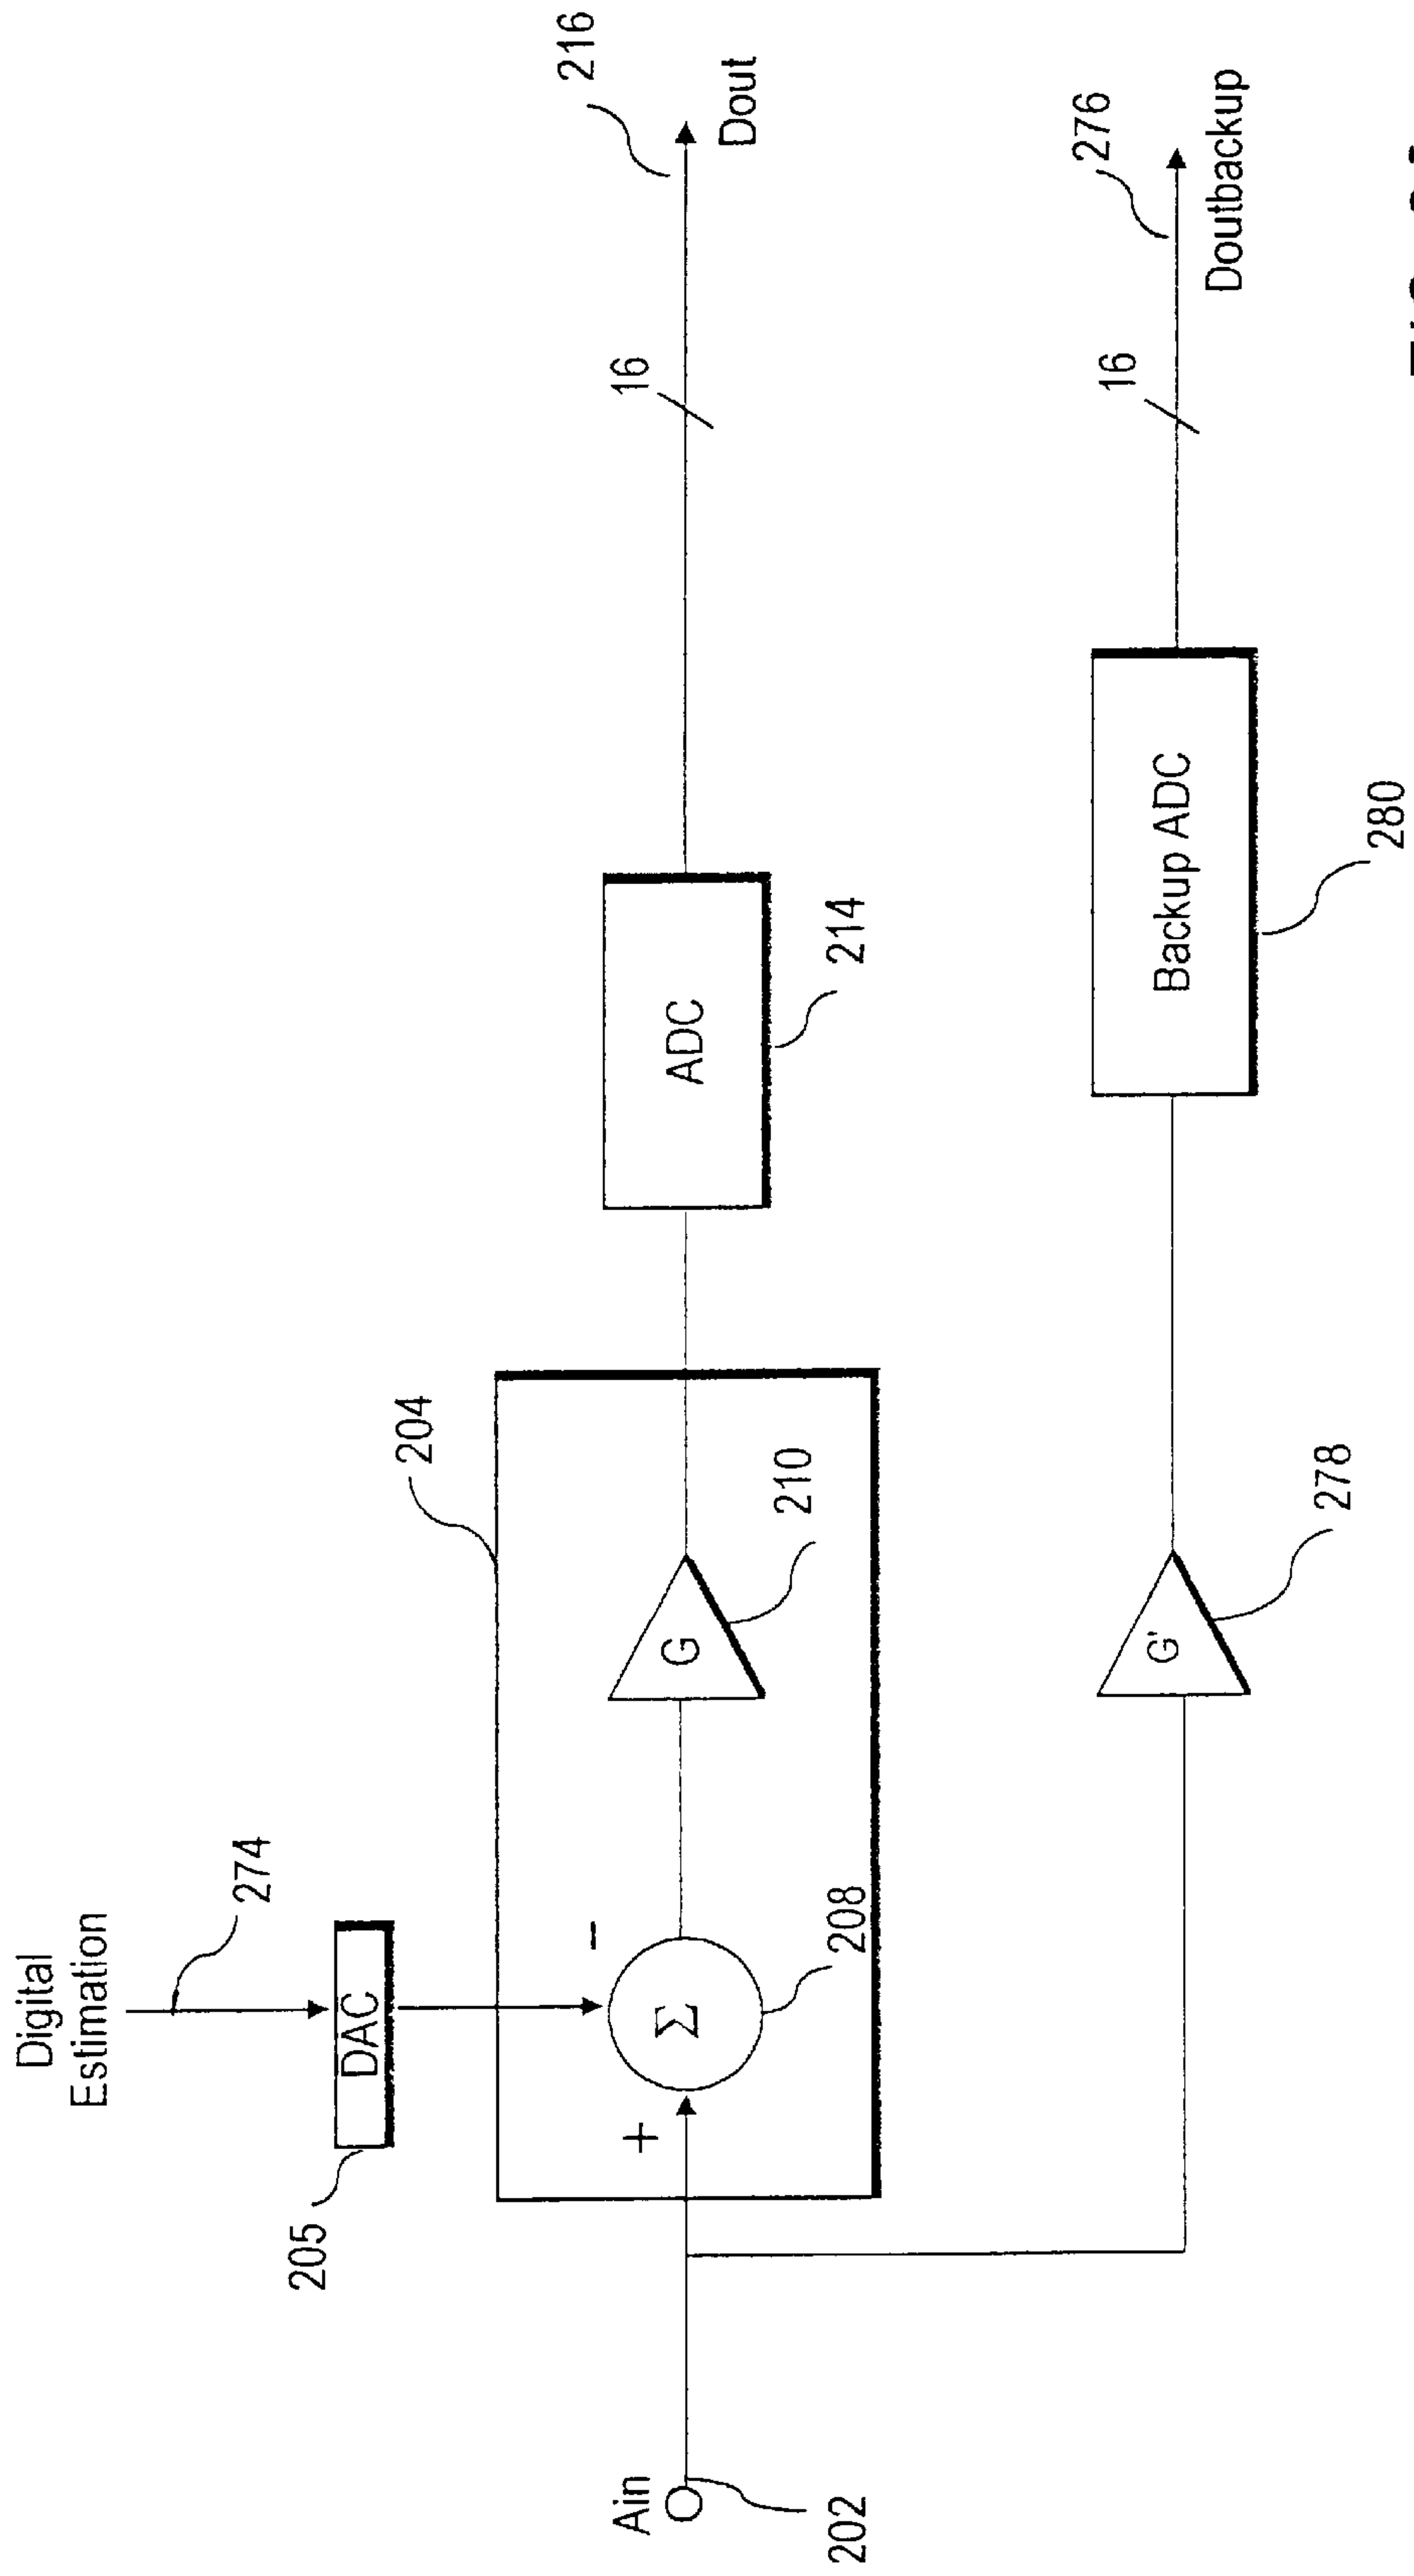 Digital
Estimation
274
205
DAC
204
216
16
Dout
Ain
202
+
-
Σ
208
G
210
ADC
214
276
16
Doutbackup
G'
278
Backup ADC
280